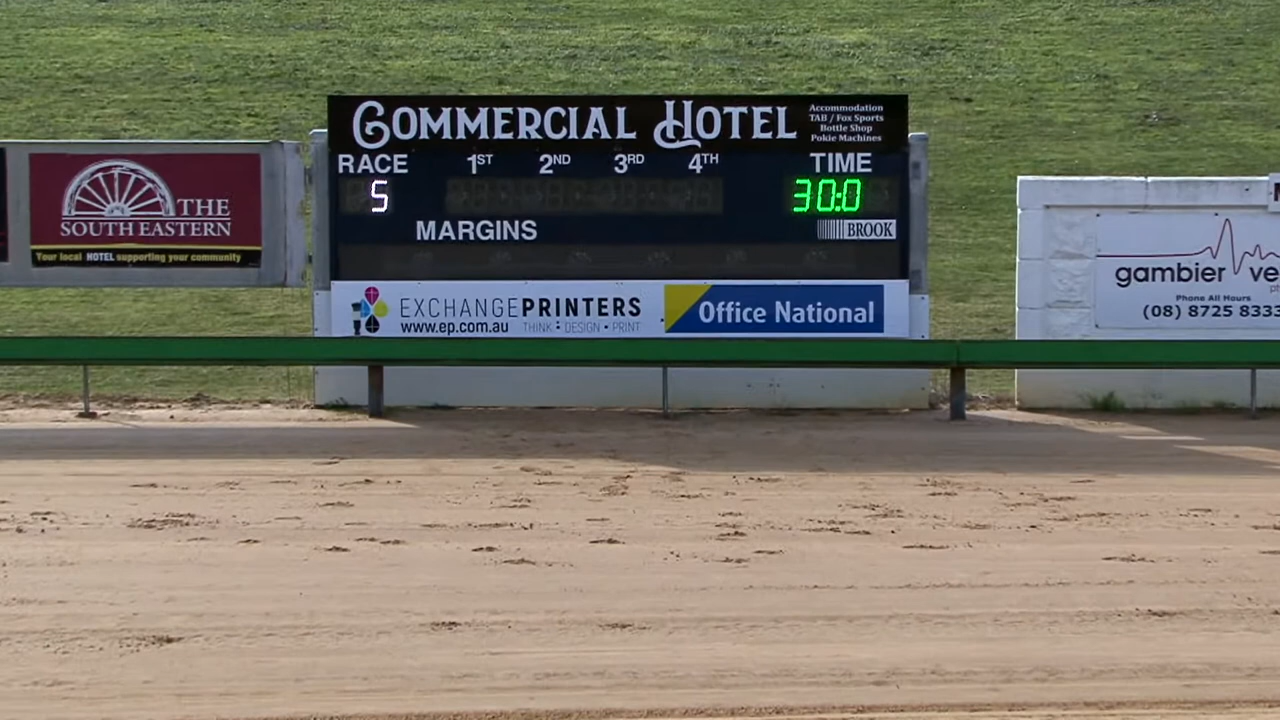 COMMERCIAL HOTEL
Accommodation
TAB / Fox Sports
Bottle Shop
Pokie Machines
RACE 1ST 2ND 3RD 4TH TIME
5 30:0
MARGINS BROOK
THE
SOUTH EASTERN
Your local HOTEL supporting your community
EXCHANGEPRINTERS
www.ep.com.au THINK : DESIGN • PRINT
Office National
gambier ve
Phone All Hours
(08) 8725 8333